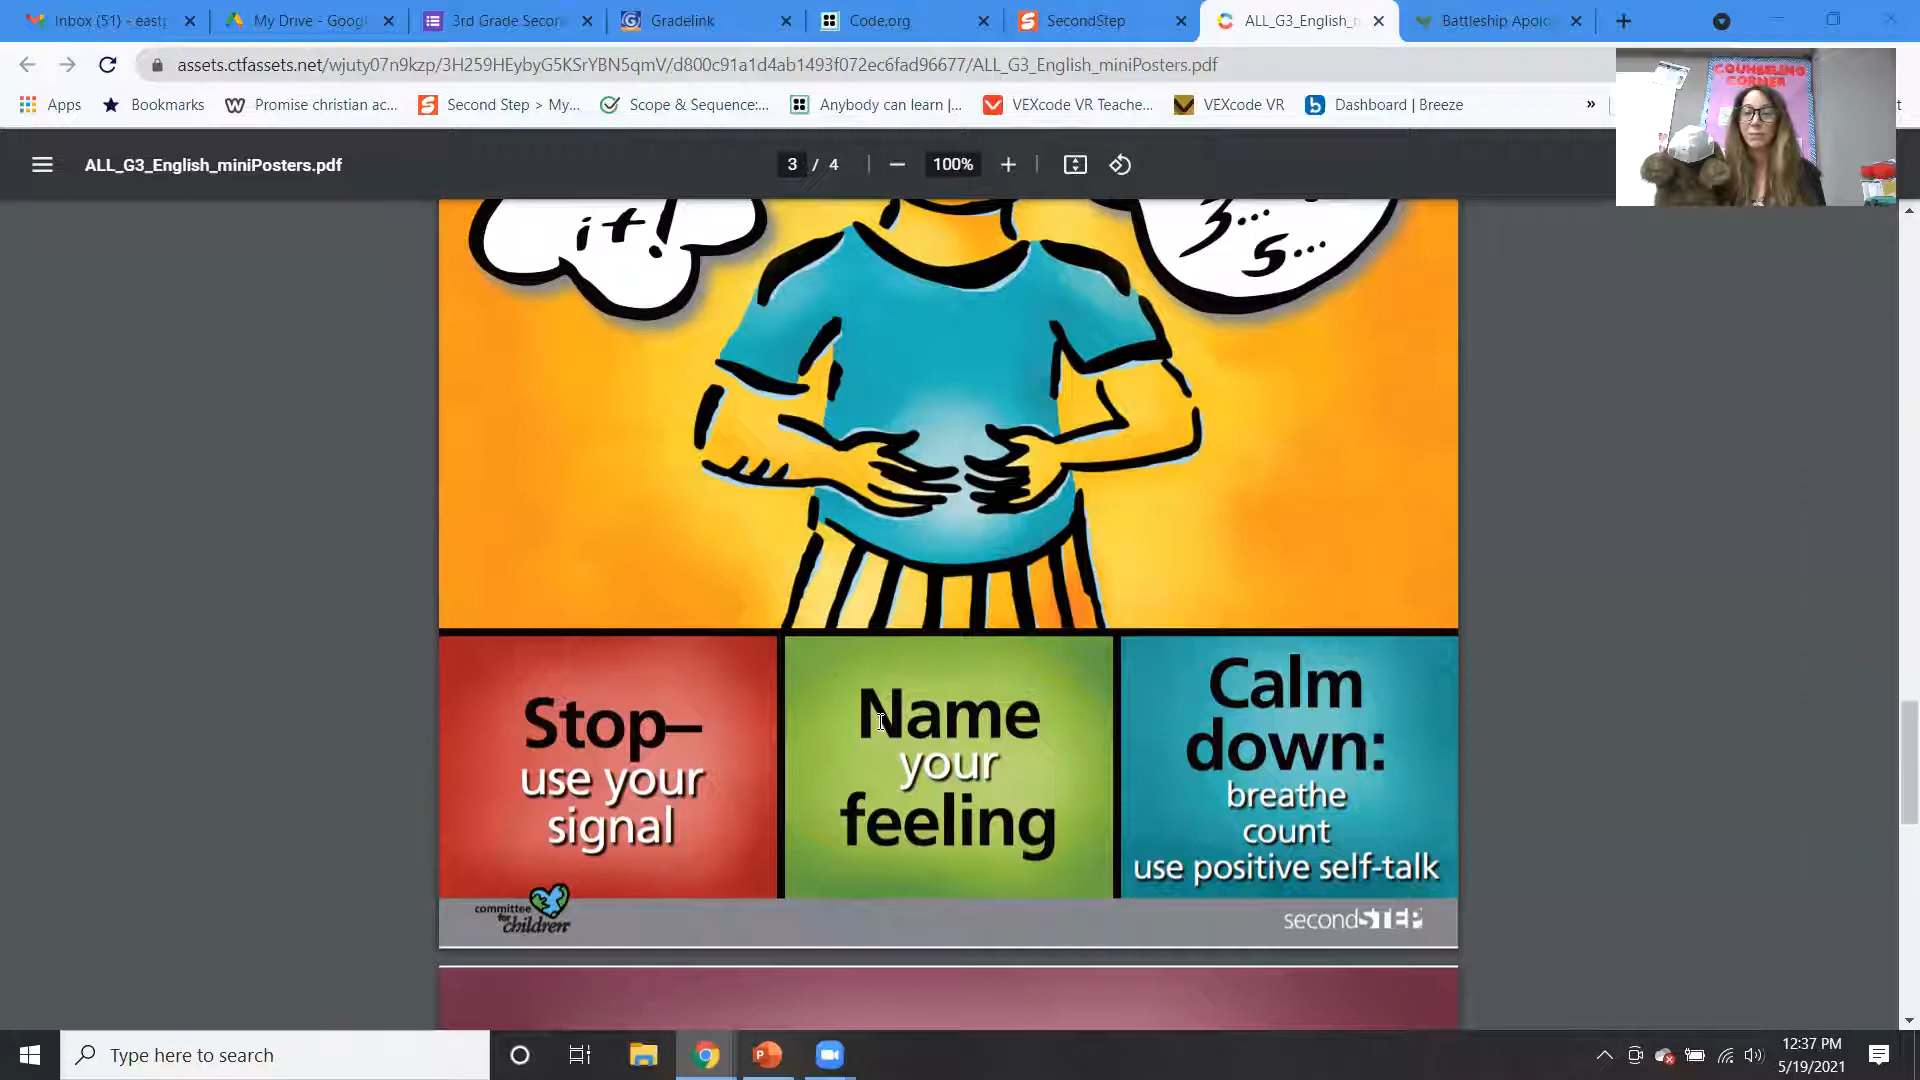 Inbox (51) - eastp
My Drive - Googl
3rd Grade Secon
Gradelink
Code.org
SecondStep
ALL_G3_English_m
Battleship Apolo
assets.ctfassets.net/wjuty07n9kzp/3H259HEybyG5KSrYBN5qmV/d800c91a1d4ab1493f072ec6fad96677/ALL_G3_English_miniPosters.pdf
Apps
Bookmarks
Promise christian ac...
Second Step > My...
Scope & Sequence:...
Anybody can learn |...
VEXcode VR Teache...
VEXcode VR
Dashboard | Breeze
»
COUNSELING
CORNER
ALL_G3_English_miniPosters.pdf
3 / 4
100%
it!
3...
5...
Stop–
use your
signal
Name
your
feeling
Calm
down:
breathe
count
use positive self-talk
committee
for
children
secondSTEP
Type here to search
12:37 PM
5/19/2021